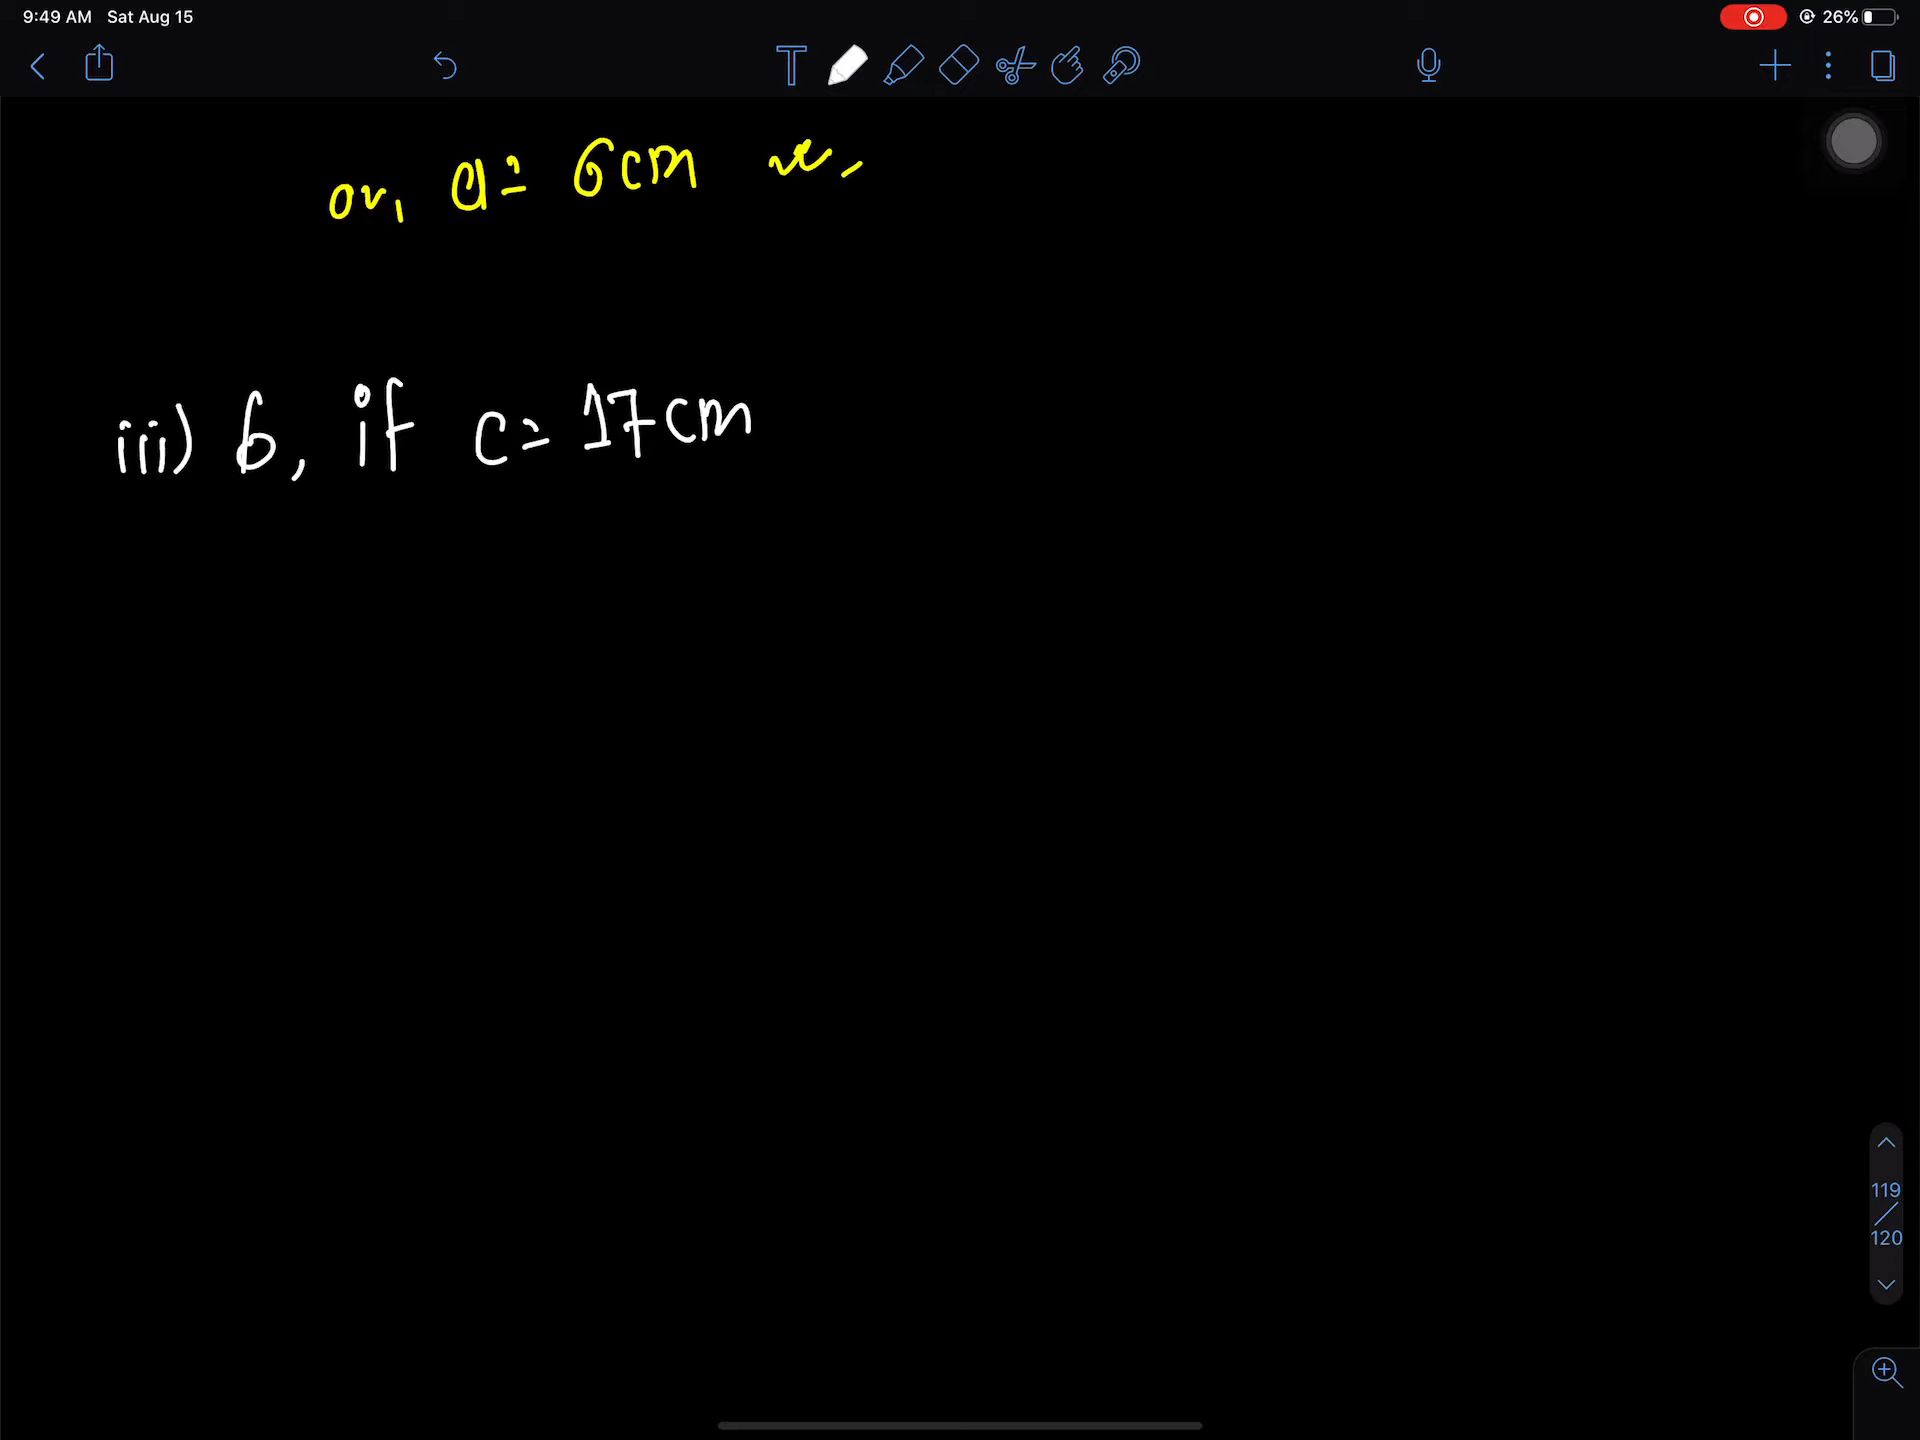 9:49 AM Sat Aug 15
26%
or, a = 6cm
iii) b, if c = 17cm
119
120